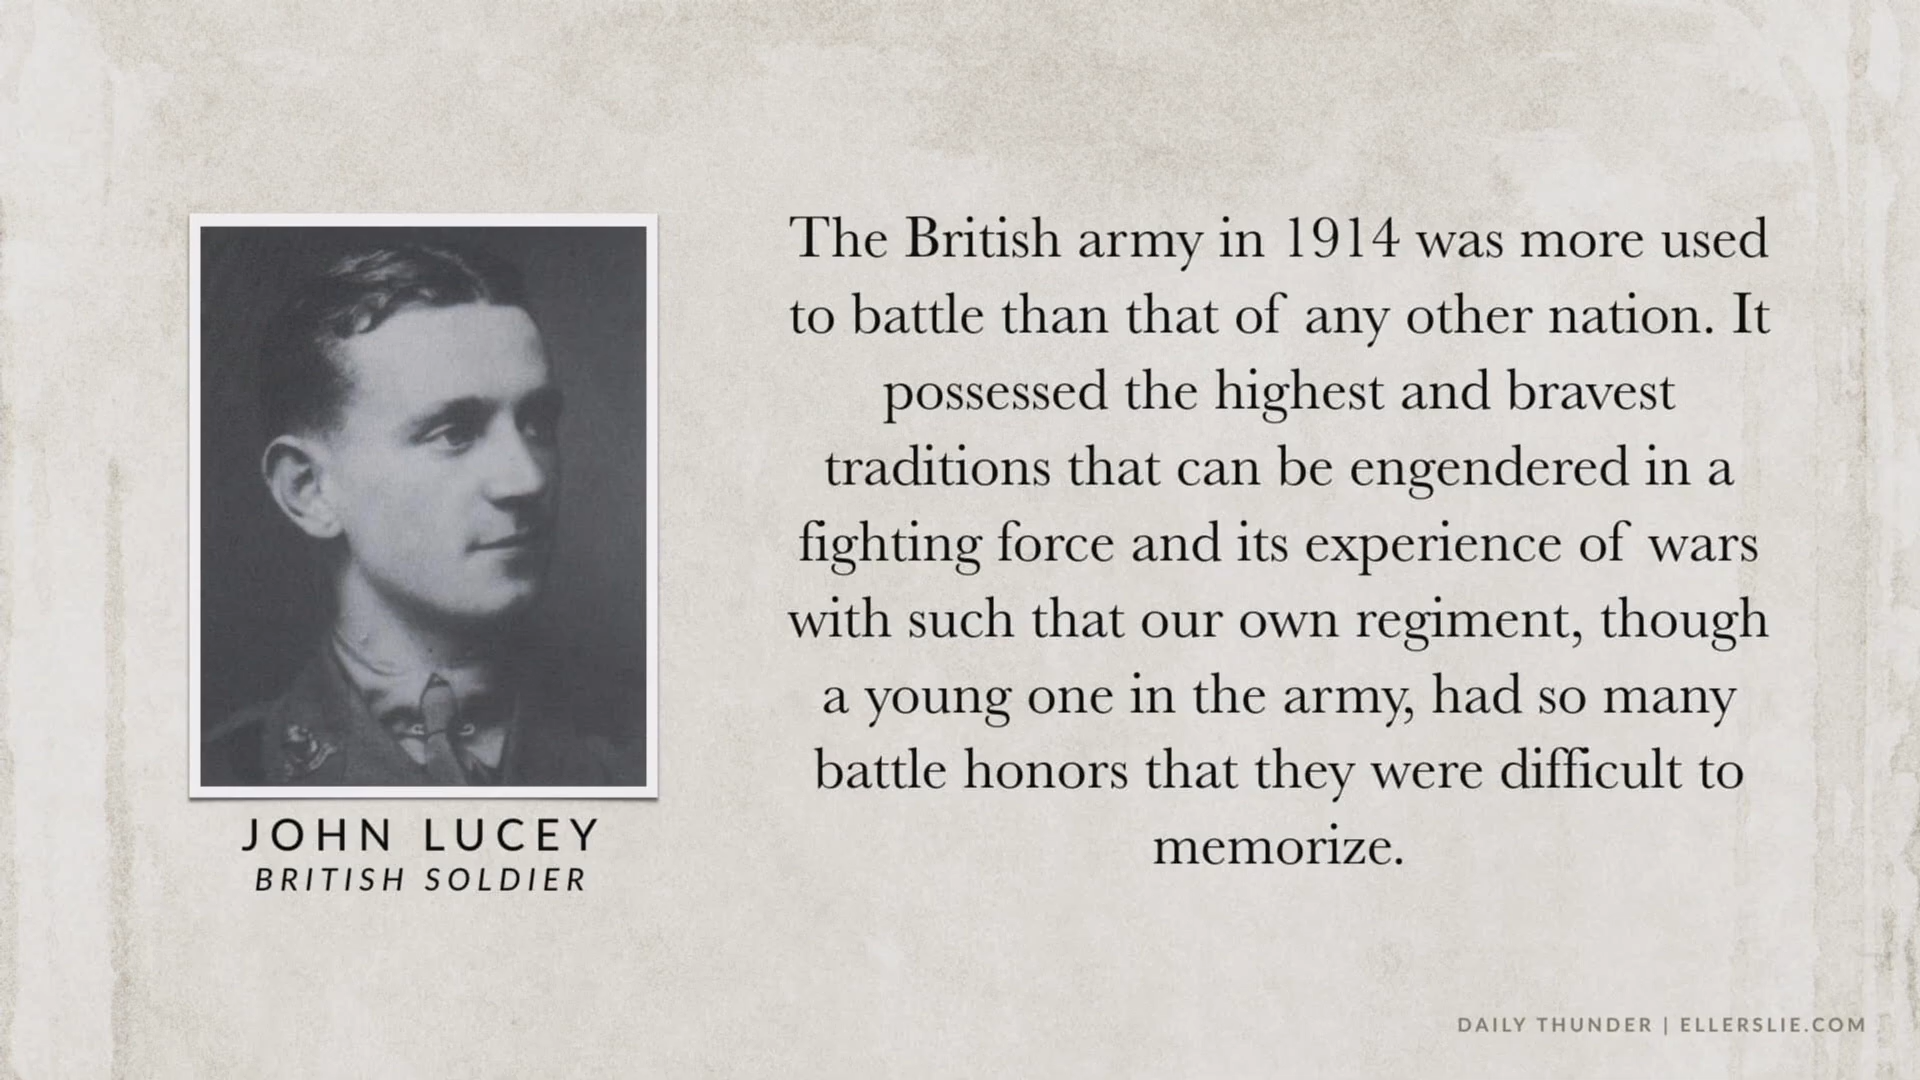 The British army in 1914 was more used
to battle than that of any other nation. It
possessed the highest and bravest
traditions that can be engendered in a
fighting force and its experience of wars
with such that our own regiment, though
a young one in the army, had so many
battle honors that they were difficult to
memorize.
JOHN LUCEY
BRITISH SOLDIER
DAILY THUNDER | ELLERSLIE.COM